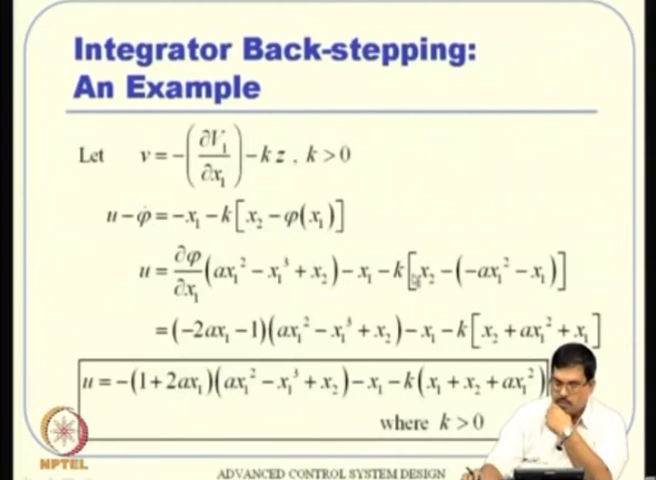 Integrator Back-stepping:
An Example
Let v = -(∂V₁/∂x₁) - k z , k > 0
u - φ̇ = -x₁ - k[x₂ - φ(x₁)]
u = ∂φ/∂x₁ (ax₁² - x₁³ + x₂) - x₁ - k[x₂ - (-ax₁² - x₁)]
= (-2ax₁ - 1)(ax₁² - x₁³ + x₂) - x₁ - k[x₂ + ax₁² + x₁]
u = -(1 + 2ax₁)(ax₁² - x₁³ + x₂) - x₁ - k(x₁ + x₂ + ax₁²)
where k > 0
NPTEL
ADVANCED CONTROL SYSTEM DESIGN